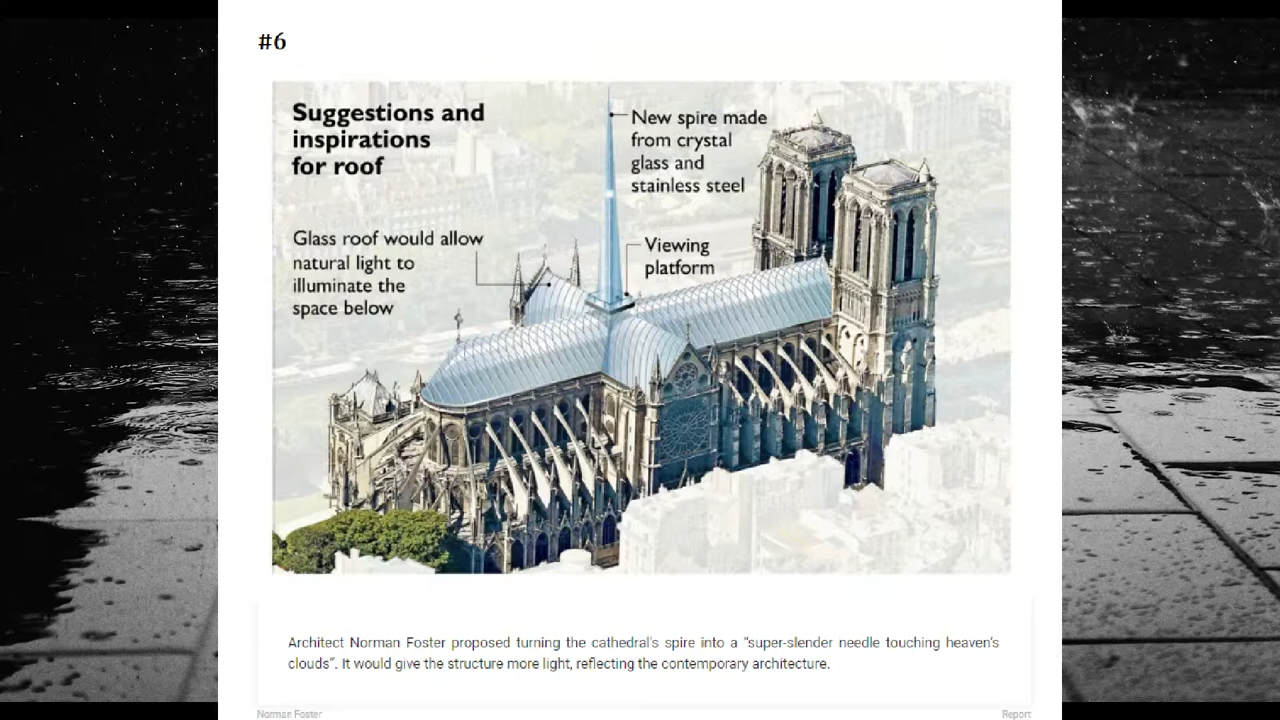 #6
Suggestions and
inspirations
for roof
New spire made
from crystal
glass and
stainless steel
Glass roof would allow
natural light to
illuminate the
space below
Viewing
platform
Architect Norman Foster proposed turning the cathedral's spire into a "super-slender needle touching heaven's
clouds". It would give the structure more light, reflecting the contemporary architecture.
Norman Foster
Report